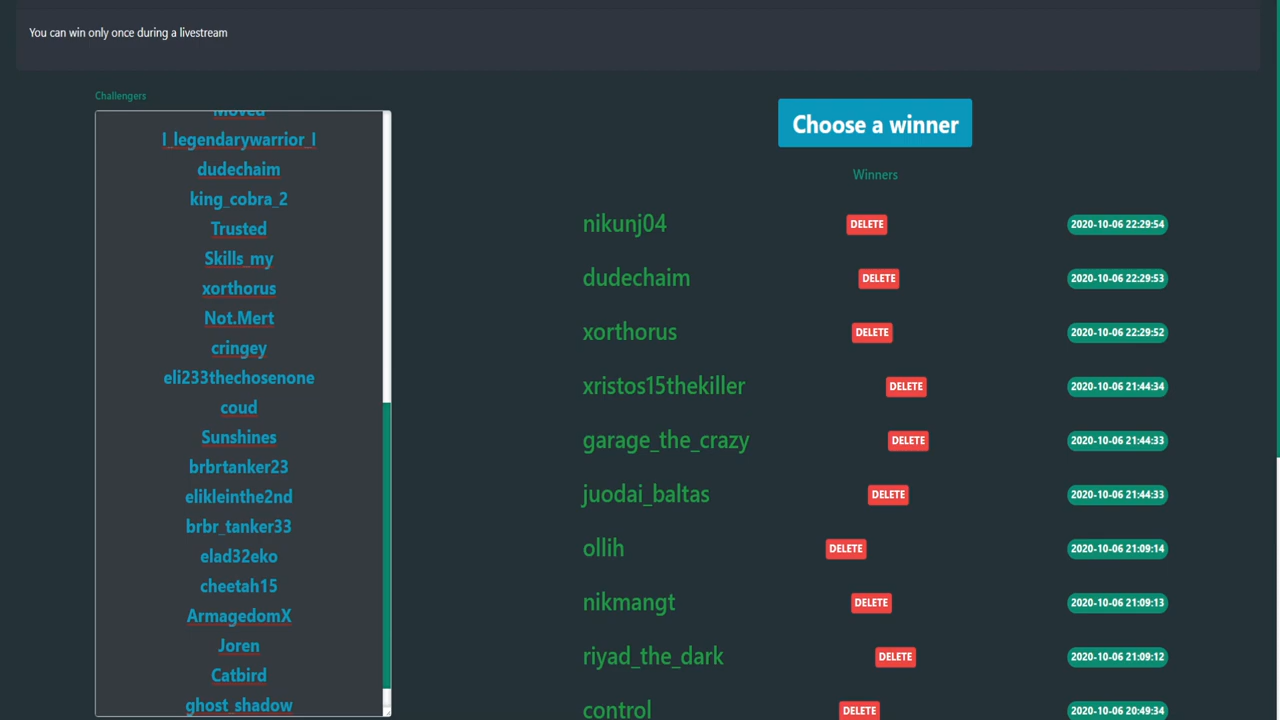 You can win only once during a livestream
Challengers
Moved
I_legendarywarrior_I
dudechaim
king_cobra_2
Trusted
Skills_my
xorthorus
Not.Mert
cringey
eli233thechosenone
coud
Sunshines
brbrtanker23
elikleinthe2nd
brbr_tanker33
elad32eko
cheetah15
ArmagedomX
Joren
Catbird
ghost_shadow
Choose a winner
Winners
nikunj04 DELETE 2020-10-06 22:29:54
dudechaim DELETE 2020-10-06 22:29:53
xorthorus DELETE 2020-10-06 22:29:52
xristos15thekiller DELETE 2020-10-06 21:44:34
garage_the_crazy DELETE 2020-10-06 21:44:33
juodai_baltas DELETE 2020-10-06 21:44:33
ollih DELETE 2020-10-06 21:09:14
nikmangt DELETE 2020-10-06 21:09:13
riyad_the_dark DELETE 2020-10-06 21:09:12
control DELETE 2020-10-06 20:49:34